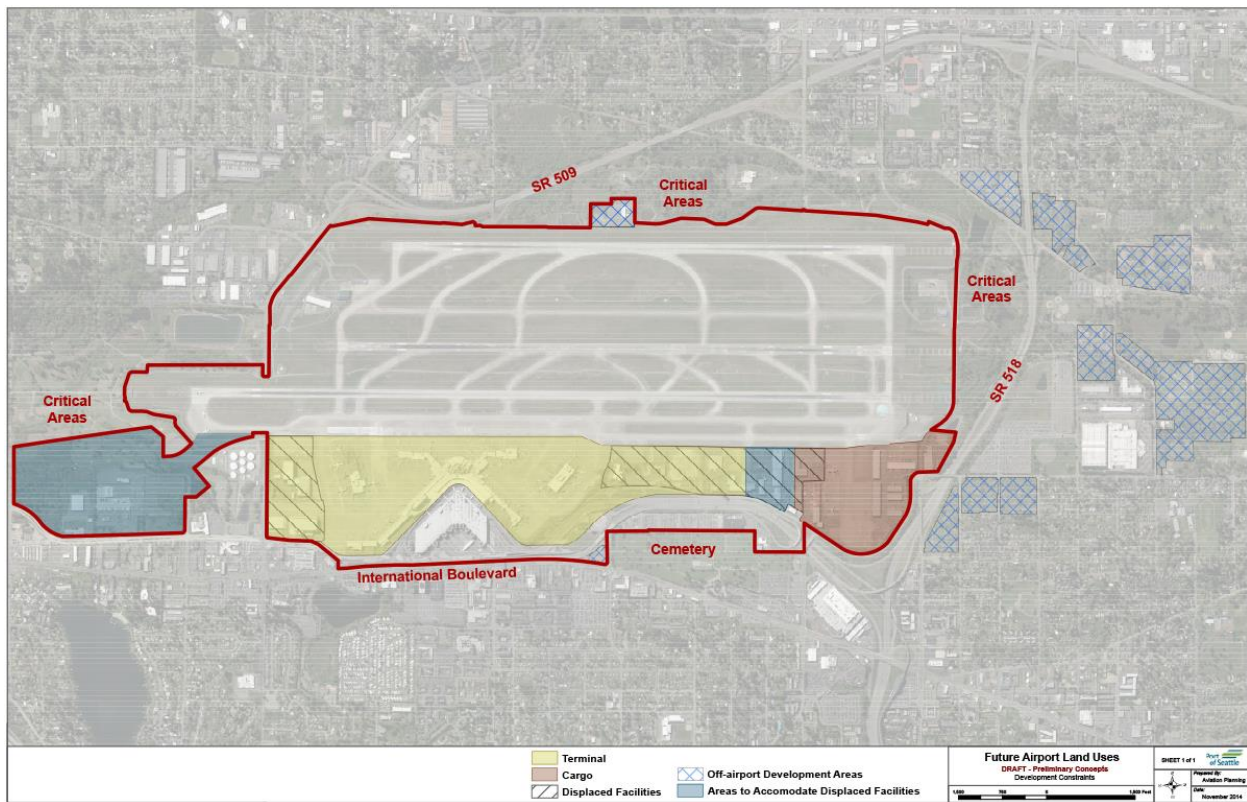 SR 509
Critical
Areas
Critical
Areas
SR 518
Critical
Areas
Cemetery
International Boulevard
Terminal
Cargo
Displaced Facilities
Off-airport Development Areas
Areas to Accomodate Displaced Facilities
Future Airport Land Uses
DRAFT - Preliminary Concepts
Development Constraints
SHEET 1 of 1
Port
of Seattle
Prepared By:
Aviation Planning
Date:
November 2014